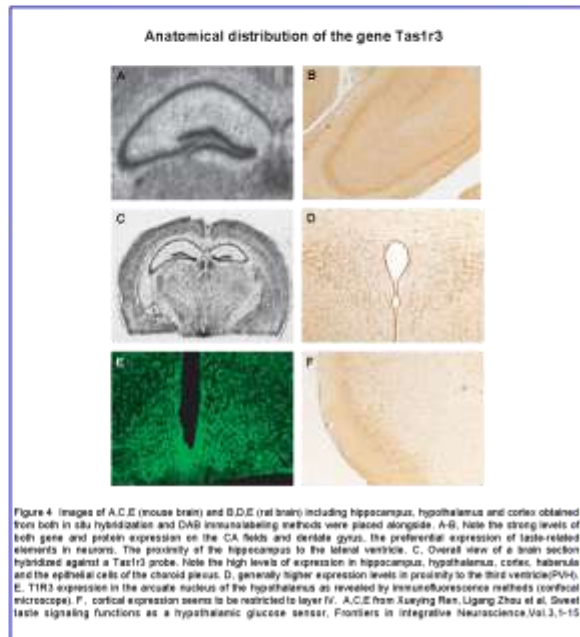 Anatomical distribution of the gene Tas1r3
A
B
C
D
E
F
Figure 4 Images of A,C,E (mouse brain) and B,D,E (rat brain) including hippocampus, hypothalamus and cortex obtained
from both in situ hybridization and DAB immunolabeling methods were placed alongside. A-B, Note the strong levels of
both gene and protein expression on the CA fields and dentate gyrus, the preferential expression of taste-related
elements in neurons. The proximity of the hippocampus to the lateral ventricle. C, Overall view of a brain section
hybridized against a Tas1r3 probe. Note the high levels of expression in hippocampus, hypothalamus, cortex, habenula
and the epithelial cells of the choroid plexus. D, generally higher expression levels in proximity to the third ventricle(PVH).
E, T1R3 expression in the arcuate nucleus of the hypothalamus as revealed by immunofluorescence methods (confocal
microscope). F, cortical expression seems to be restricted to layer IV. A,C,E from Xueying Ren, Ligang Zhou et al, Sweet
taste signaling functions as a hypothalamic glucose sensor, Frontiers in Integrative Neuroscience,Vol.3,1-15